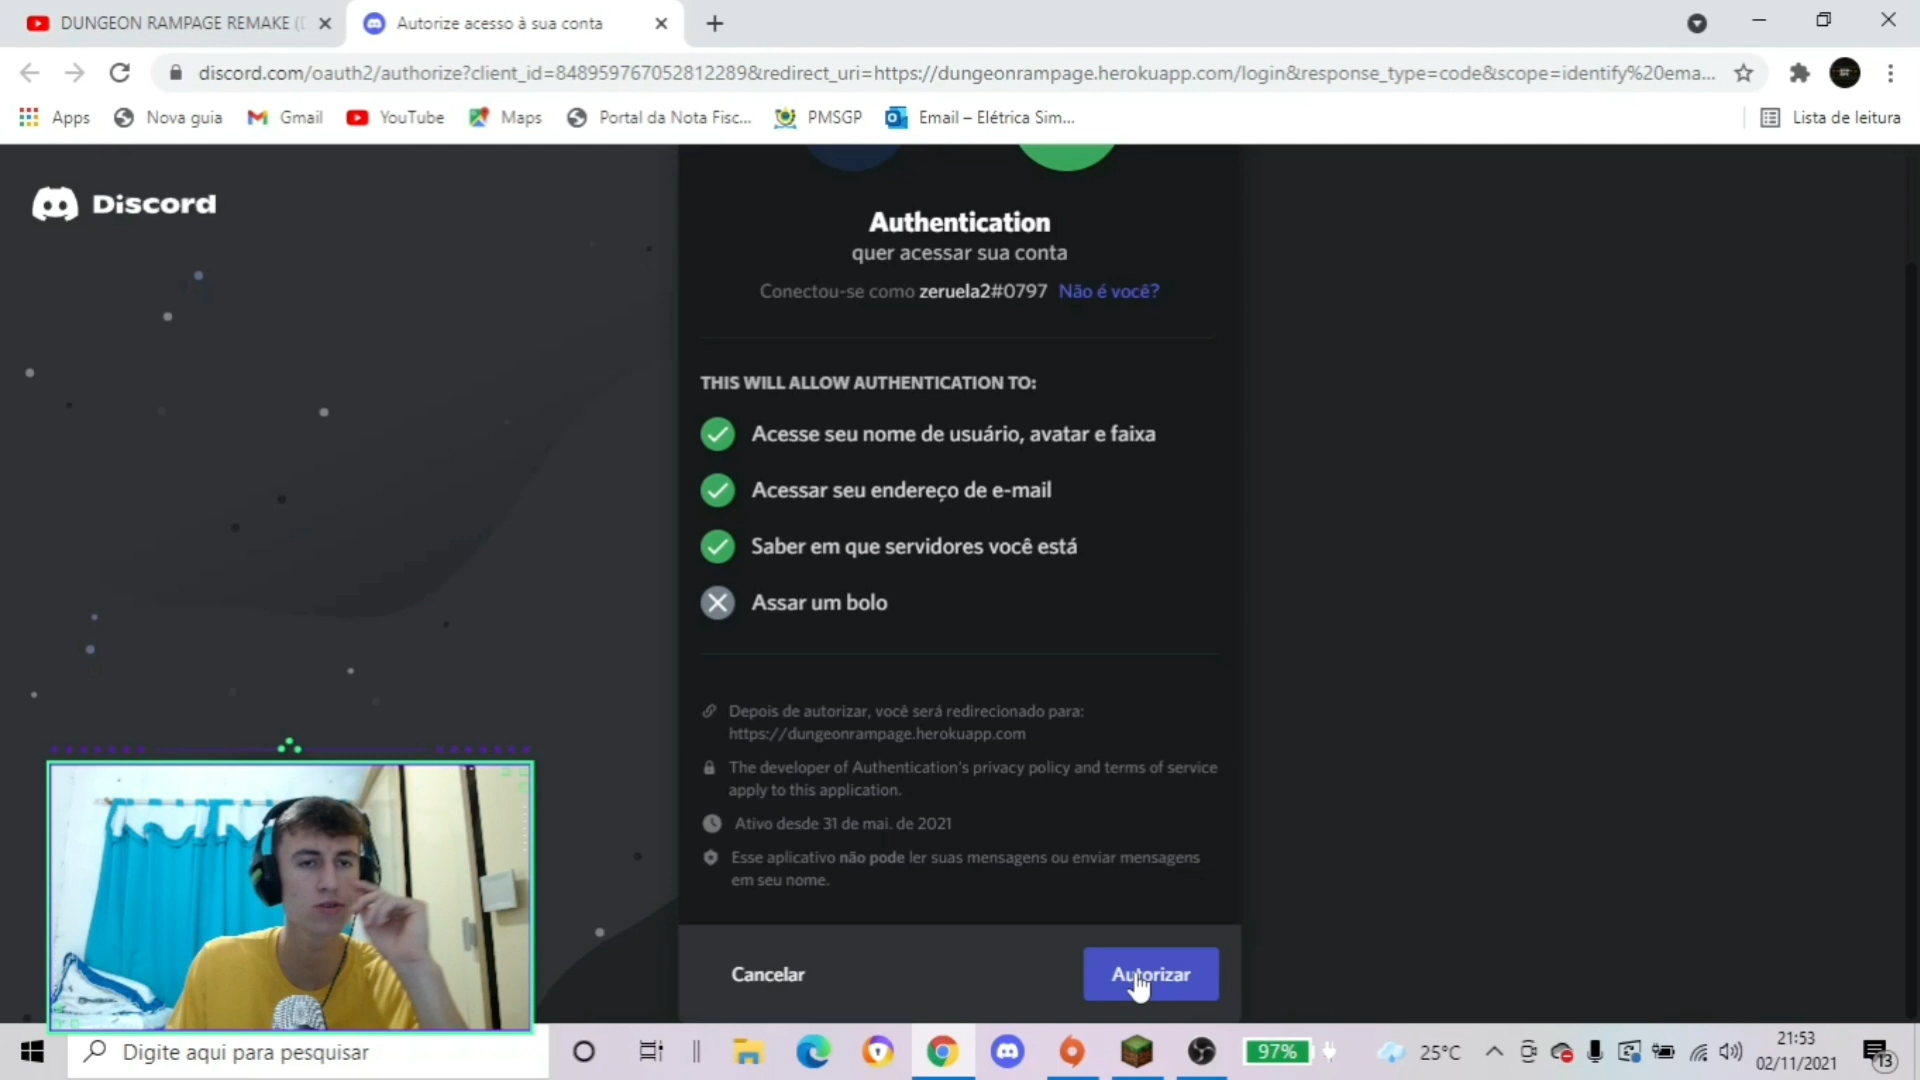 DUNGEON RAMPAGE REMAKE
Autorize acesso à sua conta
discord.com/oauth2/authorize?client_id=848959767052812289&redirect_uri=https://dungeonrampage.herokuapp.com/login&response_type=code&scope=identify%20ema...
Apps
Nova guia
Gmail
YouTube
Maps
Portal da Nota Fisc...
PMSGP
Email – Elétrica Sim...
Lista de leitura
Discord
Authentication
quer acessar sua conta
Conectou-se como zeruela2#0797 Não é você?
THIS WILL ALLOW AUTHENTICATION TO:
Acesse seu nome de usuário, avatar e faixa
Acessar seu endereço de e-mail
Saber em que servidores você está
Assar um bolo
Depois de autorizar, você será redirecionado para:
https://dungeonrampage.herokuapp.com
The developer of Authentication's privacy policy and terms of service
apply to this application.
Ativo desde 31 de mai. de 2021
Esse aplicativo não pode ler suas mensagens ou enviar mensagens
em seu nome.
Cancelar
Autorizar
Digite aqui para pesquisar
97%
25°C
21:53
02/11/2021
13